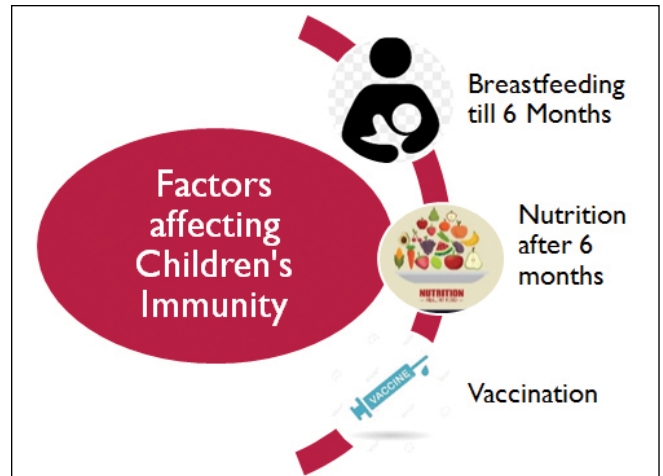 Factors
affecting
Children's
Immunity
Breastfeeding
till 6 Months
Nutrition
after 6
months
NUTRITION
VACCINE
Vaccination